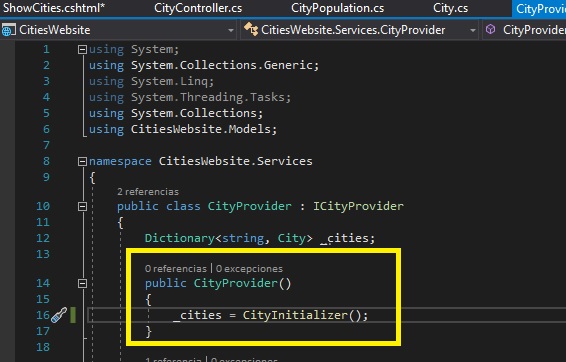 ShowCities.cshtml* CityController.cs CityPopulation.cs City.cs CityProvi
CitiesWebsite CitiesWebsite.Services.CityProvider CityProvider
1 using System;
2 using System.Collections.Generic;
3 using System.Linq;
4 using System.Threading.Tasks;
5 using System.Collections;
6 using CitiesWebsite.Models;
7
8 namespace CitiesWebsite.Services
9 {
2 referencias
10 public class CityProvider : ICityProvider
11 {
12 Dictionary<string, City> _cities;
13
0 referencias | 0 excepciones
14 public CityProvider()
15 {
16 _cities = CityInitializer();
17 }
18
1 referencia | 0 excepciones